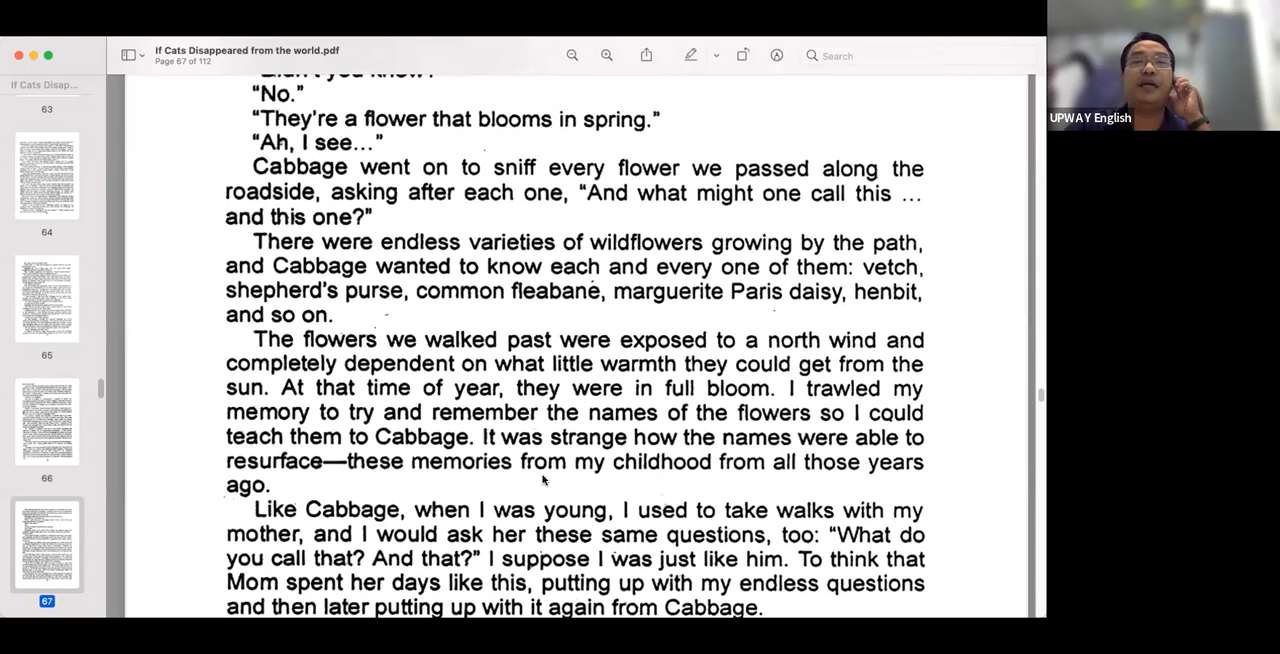 If Cats Disappeared from the world.pdf
Page 67 of 112
Search
If Cats Disap...
63
64
65
66
67
"No."
"They're a flower that blooms in spring."
"Ah, I see..."
Cabbage went on to sniff every flower we passed along the
roadside, asking after each one, "And what might one call this ...
and this one?"
There were endless varieties of wildflowers growing by the path,
and Cabbage wanted to know each and every one of them: vetch,
shepherd's purse, common fleabane, marguerite Paris daisy, henbit,
and so on.
The flowers we walked past were exposed to a north wind and
completely dependent on what little warmth they could get from the
sun. At that time of year, they were in full bloom. I trawled my
memory to try and remember the names of the flowers so I could
teach them to Cabbage. It was strange how the names were able to
resurface—these memories from my childhood from all those years
ago.
Like Cabbage, when I was young, I used to take walks with my
mother, and I would ask her these same questions, too: "What do
you call that? And that?" I suppose I was just like him. To think that
Mom spent her days like this, putting up with my endless questions
and then later putting up with it again from Cabbage.
UPWAY English